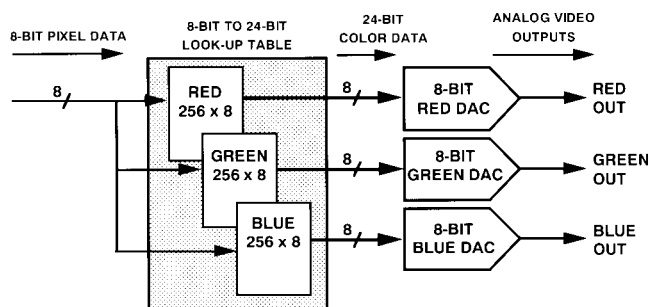 8-BIT PIXEL DATA
8-BIT TO 24-BIT
LOOK-UP TABLE
24-BIT
COLOR DATA
ANALOG VIDEO
OUTPUTS
8
RED
256 x 8
8
8-BIT
RED DAC
RED
OUT
GREEN
256 x 8
8
8-BIT
GREEN DAC
GREEN
OUT
BLUE
256 x 8
8
8-BIT
BLUE DAC
BLUE
OUT